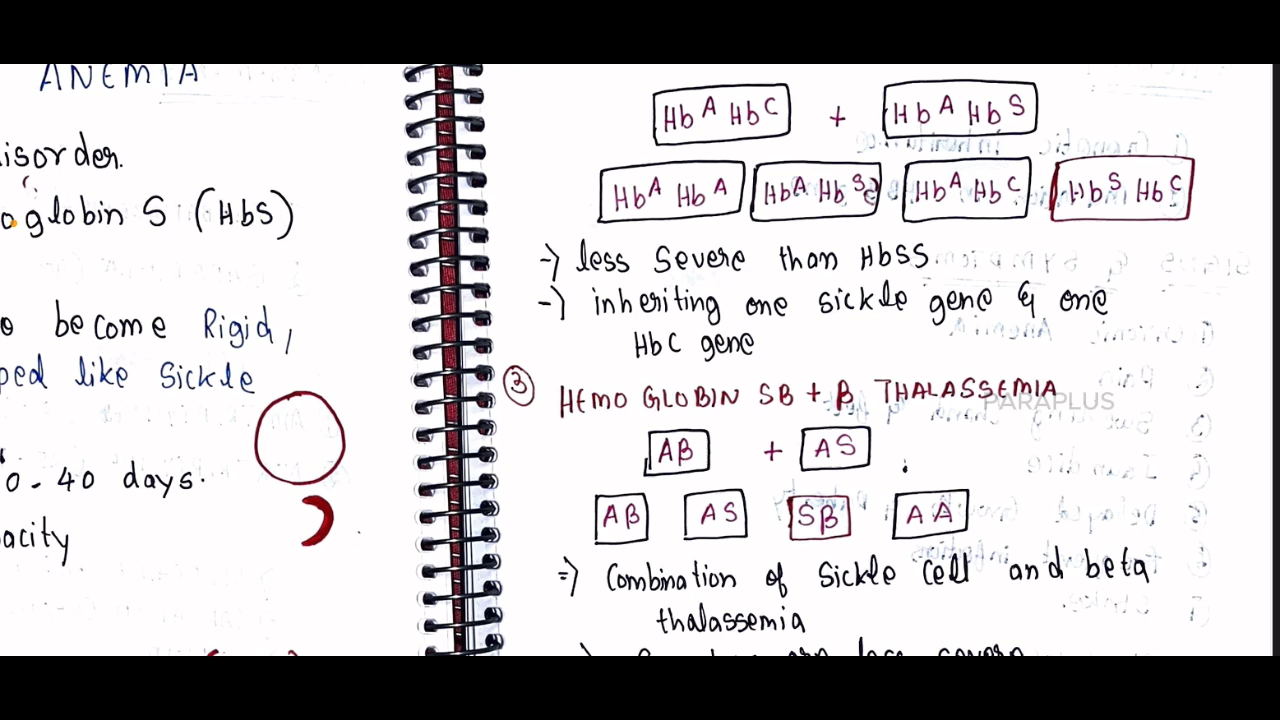 ANEMIA
isorder.
oglobin S (HbS)
o become Rigid,
ped like Sickle
0-40 days.
acity
HbA HbC + HbA HbS
HbA HbA HbA HbS HbA HbC HbS HbC
-) less Severe than HbSS
-) inheriting one sickle gene & one
HbC gene
③ HEMOGLOBIN SB + β THALASSEMIA
PARAPLUS
Aβ + AS
Aβ AS Sβ AA
=) Combination of Sickle Cell and beta
thalassemia